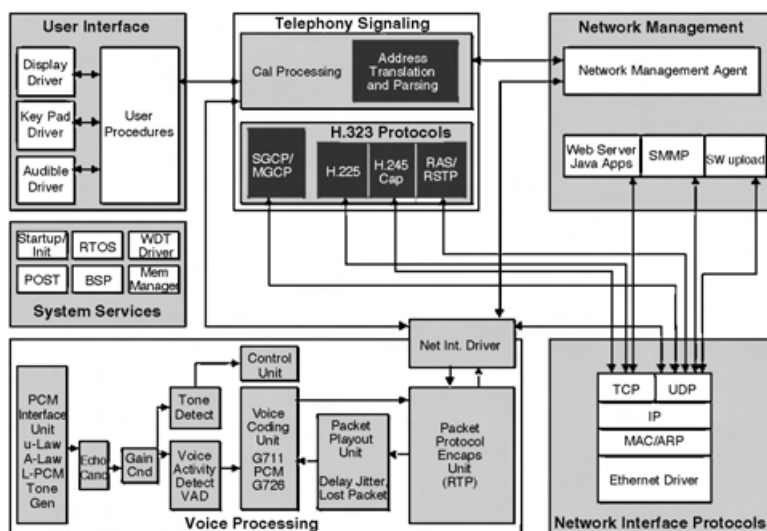 User Interface
Display
Driver
Key Pad
Driver
Audible
Driver
User
Procedures
Telephony Signaling
Cal Processing
Address
Translation
and Parsing
H.323 Protocols
SGCP/
MGCP
H.225
H.245
Cap
RAS/
RSTP
Network Management
Network Management Agent
Web Server
Java Apps
SMMP
SW upload
Startup/
Init
RTOS
WDT
Driver
POST
BSP
Mem
Manager
System Services
Net Int. Driver
PCM
Interface
Unit
u-Law
A-Law
L-PCM
Tone
Gen
Echo
Canc
Gain
Cnd
Tone
Detect
Control
Unit
Voice
Activity
Detect
VAD
Voice
Coding
Unit
G711
PCM
G726
Packet
Playout
Unit
Delay Jitter,
Lost Packet
Packet
Protocol
Encaps
Unit
(RTP)
Voice Processing
TCP
UDP
IP
MAC/ARP
Ethernet Driver
Network Interface Protocols